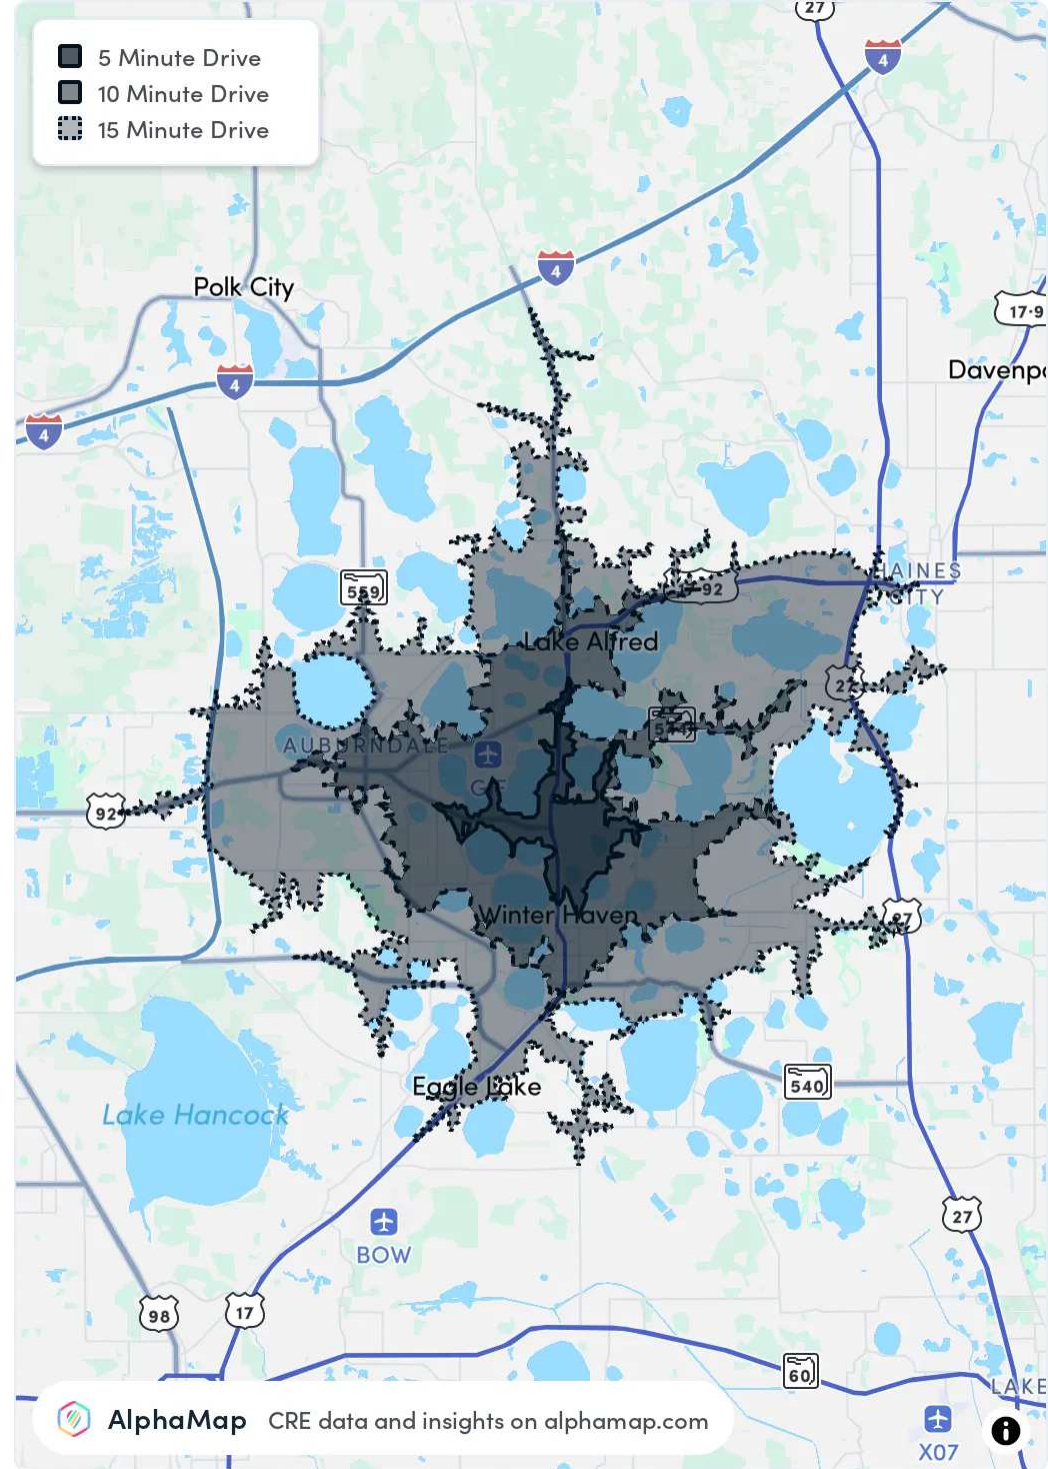 27
4
5 Minute Drive
10 Minute Drive
15 Minute Drive
4
Polk City
17-9
Davenp
4
4
HAINES
CITY
559
92
Lake Alfred
27
544
AUBURNDALE
92
Winter Haven
27
540
Eagle Lake
Lake Hancock
27
BOW
98
17
60
LAKE
AlphaMap CRE data and insights on alphamap.com
i
X07